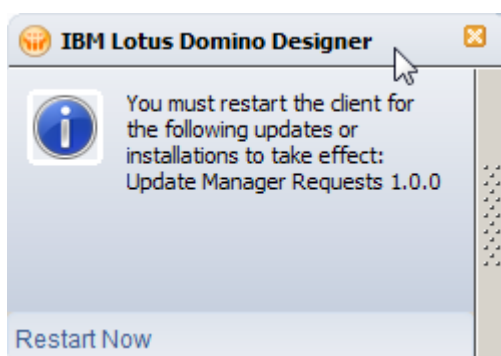 IBM Lotus Domino Designer
You must restart the client for
the following updates or
installations to take effect:
Update Manager Requests 1.0.0
Restart Now